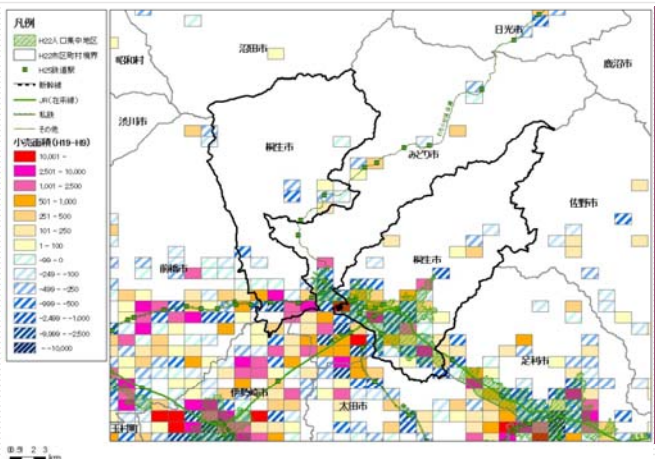 凡例
H22人口集中地区
H22市区町村境界
H25鉄道駅
新幹線
JR(在来線)
私鉄
その他
小売面積(H19-H9)
10,001 -
2,501 - 10,000
1,001 - 2,500
501 - 1,000
251 - 500
101 - 250
1 - 100
-99 - 0
-249 - -100
-499 - -250
-999 - -500
-2,499 - -1,000
-9,999 - -2,500
- -10,000
日光市
沼田市
昭和村
鹿沼市
渋川市
桐生市
みどり市
佐野市
前橋市
桐生市
足利市
伊勢崎市
太田市
玉村町
km